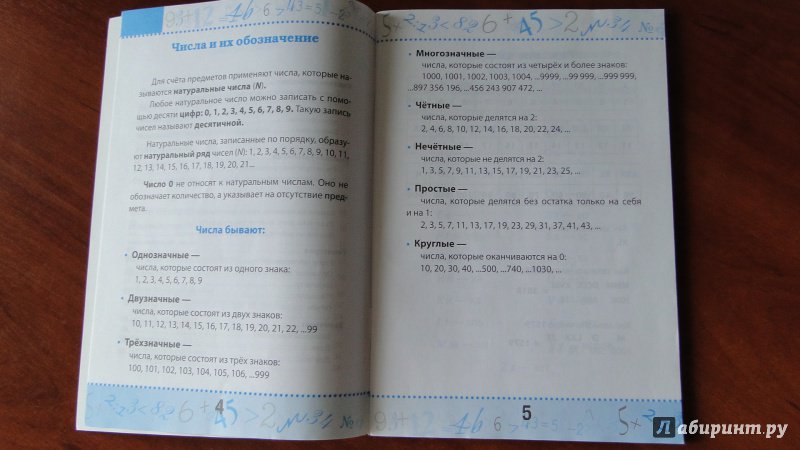 Числа и их обозначение
Для счёта предметов применяют числа, которые на-
зываются натуральные числа (N).
Любое натуральное число можно записать с помо-
щью десяти цифр: 0, 1, 2, 3, 4, 5, 6, 7, 8, 9. Такую запись
чисел называют десятичной.
Натуральные числа, записанные по порядку, образу-
ют натуральный ряд чисел (N): 1, 2, 3, 4, 5, 6, 7, 8, 9, 10, 11,
12, 13, 14, 15, 16, 17, 18, 19, 20, 21...
Число 0 не относят к натуральным числам. Оно не
обозначает количество, а указывает на отсутствие пред-
мета.
Числа бывают:
• Однозначные —
числа, которые состоят из одного знака:
1, 2, 3, 4, 5, 6, 7, 8, 9
• Двузначные —
числа, которые состоят из двух знаков:
10, 11, 12, 13, 14, 15, 16, 17, 18, 19, 20, 21, 22, ...99
• Трёхзначные —
числа, которые состоят из трёх знаков:
100, 101, 102, 103, 104, 105, 106, ...999
4
• Многозначные —
числа, которые состоят из четырёх и более знаков:
1000, 1001, 1002, 1003, 1004, ...9999, ...99 999, ...999 999,
...897 356 196, ...456 243 907 472, ...
• Чётные —
числа, которые делятся на 2:
2, 4, 6, 8, 10, 12, 14, 16, 18, 20, 22, 24, ...
• Нечётные —
числа, которые не делятся на 2:
1, 3, 5, 7, 9, 11, 13, 15, 17, 19, 21, 23, 25, ...
• Простые —
числа, которые делятся без остатка только на себя
и на 1:
2, 3, 5, 7, 11, 13, 17, 19, 23, 29, 31, 37, 41, 43, ...
• Круглые —
числа, которые оканчиваются на 0:
10, 20, 30, 40, ...500, ...740, ...1030, ...
5
Лабиринт.ру